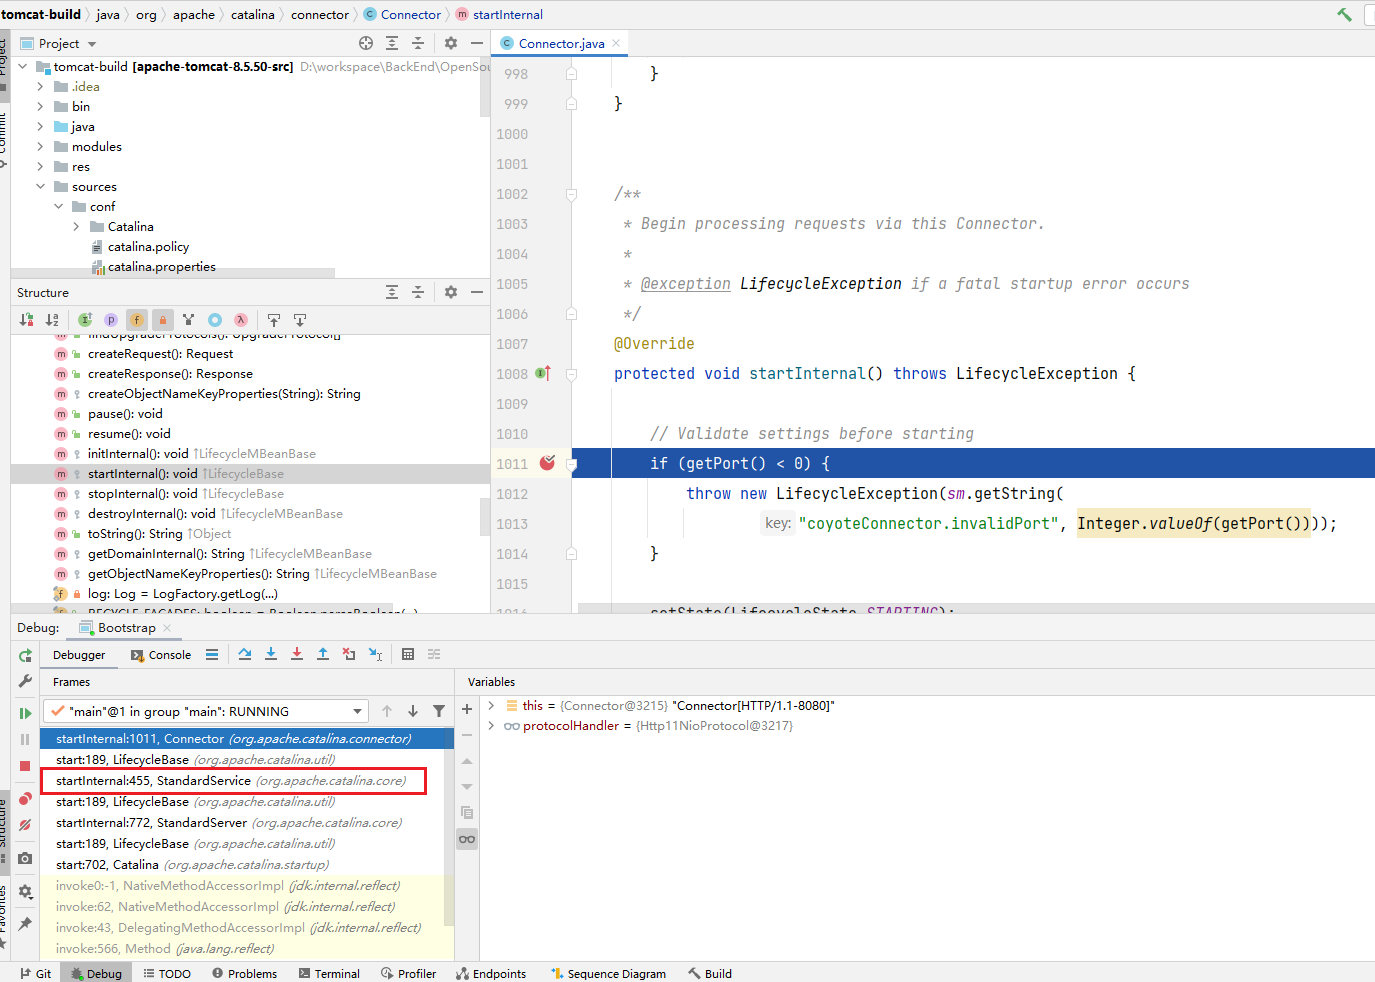 tomcat-build java org apache catalina connector Connector startInternal
Project
Connector.java
tomcat-build [apache-tomcat-8.5.50-src] D:\workspace\BackEnd\OpenSou
.idea
bin
java
modules
res
sources
conf
Catalina
catalina.policy
catalina.properties
Structure
createRequest(): Request
createResponse(): Response
createObjectNameKeyProperties(String): String
pause(): void
resume(): void
initInternal(): void ↑LifecycleMBeanBase
startInternal(): void ↑LifecycleBase
stopInternal(): void ↑LifecycleBase
destroyInternal(): void ↑LifecycleMBeanBase
toString(): String ↑Object
getDomainInternal(): String ↑LifecycleMBeanBase
getObjectNameKeyProperties(): String ↑LifecycleMBeanBase
log: Log = LogFactory.getLog(...)
998 }
999 }
1000
1001
1002 /**
1003 * Begin processing requests via this Connector.
1004 *
1005 * @exception LifecycleException if a fatal startup error occurs
1006 */
1007 @Override
1008 protected void startInternal() throws LifecycleException {
1009
1010 // Validate settings before starting
1011 if (getPort() < 0) {
1012 throw new LifecycleException(sm.getString(
1013 key: "coyoteConnector.invalidPort", Integer.valueOf(getPort())));
1014 }
1015
setState(LifecycleState.STARTING);
Project
Commit
Structure
Favorites
Debug: Bootstrap
Debugger Console
Frames
Variables
"main"@1 in group "main": RUNNING
startInternal:1011, Connector (org.apache.catalina.connector)
start:189, LifecycleBase (org.apache.catalina.util)
startInternal:455, StandardService (org.apache.catalina.core)
start:189, LifecycleBase (org.apache.catalina.util)
startInternal:772, StandardServer (org.apache.catalina.core)
start:189, LifecycleBase (org.apache.catalina.util)
start:702, Catalina (org.apache.catalina.startup)
invoke0:-1, NativeMethodAccessorImpl (jdk.internal.reflect)
invoke:62, NativeMethodAccessorImpl (jdk.internal.reflect)
invoke:43, DelegatingMethodAccessorImpl (jdk.internal.reflect)
invoke:566, Method (java.lang.reflect)
this = {Connector@3215} "Connector[HTTP/1.1-8080]"
protocolHandler = {Http11NioProtocol@3217}
Git Debug TODO Problems Terminal Profiler Endpoints Sequence Diagram Build